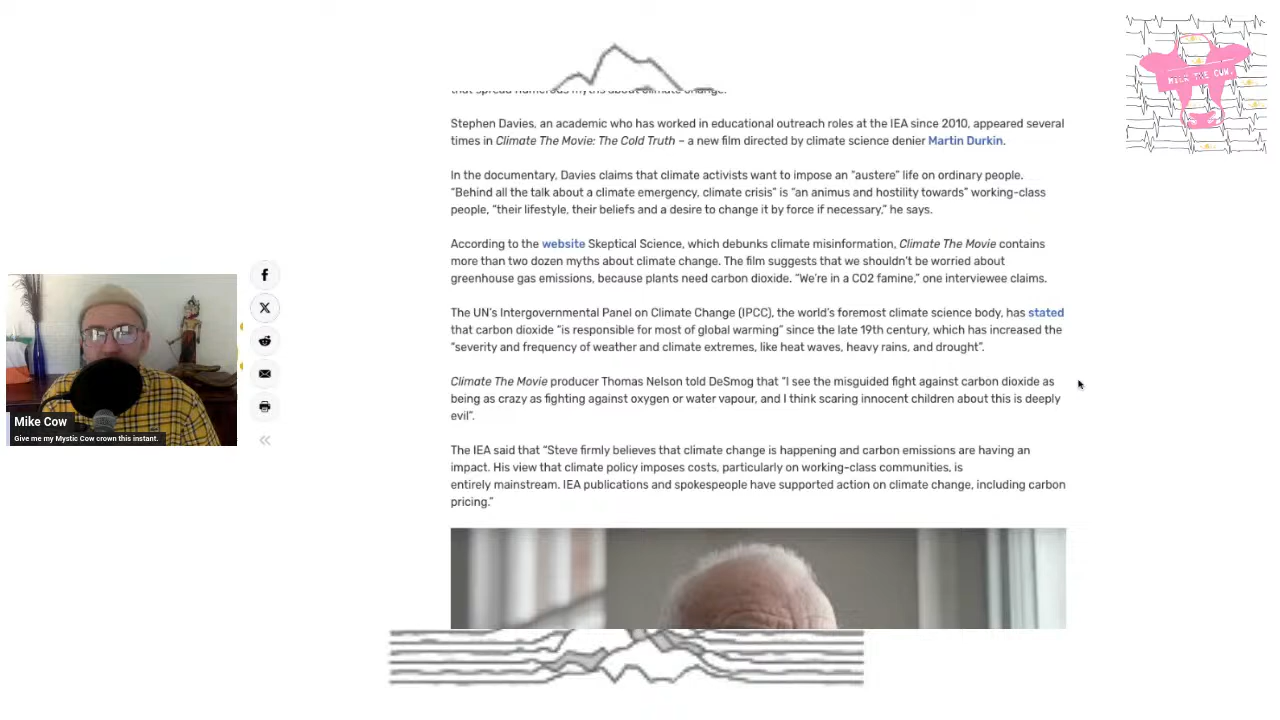 that spread numerous myths about climate change.
Stephen Davies, an academic who has worked in educational outreach roles at the IEA since 2010, appeared several
times in Climate The Movie: The Cold Truth – a new film directed by climate science denier Martin Durkin.
In the documentary, Davies claims that climate activists want to impose an “austere” life on ordinary people.
“Behind all the talk about a climate emergency, climate crisis” is “an animus and hostility towards” working-class
people, “their lifestyle, their beliefs and a desire to change it by force if necessary,” he says.
According to the website Skeptical Science, which debunks climate misinformation, Climate The Movie contains
more than two dozen myths about climate change. The film suggests that we shouldn’t be worried about
greenhouse gas emissions, because plants need carbon dioxide. “We’re in a CO2 famine,” one interviewee claims.
The UN’s Intergovernmental Panel on Climate Change (IPCC), the world’s foremost climate science body, has stated
that carbon dioxide “is responsible for most of global warming” since the late 19th century, which has increased the
“severity and frequency of weather and climate extremes, like heat waves, heavy rains, and drought”.
Climate The Movie producer Thomas Nelson told DeSmog that “I see the misguided fight against carbon dioxide as
being as crazy as fighting against oxygen or water vapour, and I think scaring innocent children about this is deeply
evil”.
The IEA said that “Steve firmly believes that climate change is happening and carbon emissions are having an
impact. His view that climate policy imposes costs, particularly on working-class communities, is
entirely mainstream. IEA publications and spokespeople have supported action on climate change, including carbon
pricing.”
Mike Cow
Give me my Mystic Cow crown this instant.
MILK THE COW.